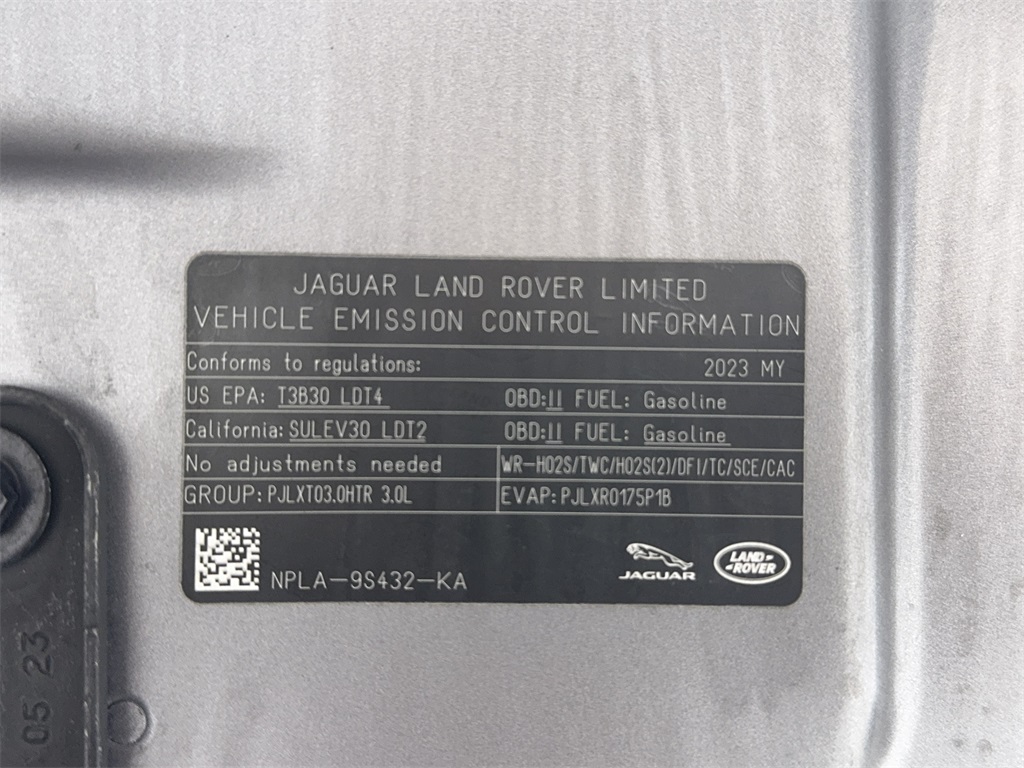 JAGUAR LAND ROVER LIMITED
VEHICLE EMISSION CONTROL INFORMATION
Conforms to regulations: 2023 MY
US EPA: T3B30 LDT4 OBD:II FUEL: Gasoline
California: SULEV30 LDT2 OBD:II FUEL: Gasoline
No adjustments needed WR-HO2S/TWC/HO2S(2)/DFI/TC/SCE/CAC
GROUP: PJLXT03.0HTR 3.0L EVAP: PJLXR0175P1B
NPLA-9S432-KA
JAGUAR
LAND-
-ROVER
05 23